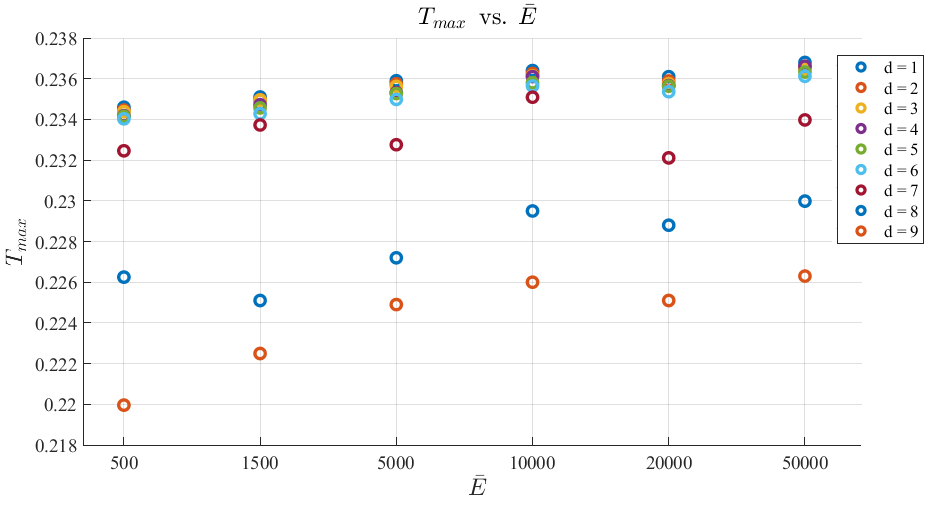 T_max vs. Ē
0.238
0.236
0.234
0.232
0.23
0.228
0.226
0.224
0.222
0.22
0.218
T_max
500 1500 5000 10000 20000 50000
Ē
d = 1
d = 2
d = 3
d = 4
d = 5
d = 6
d = 7
d = 8
d = 9